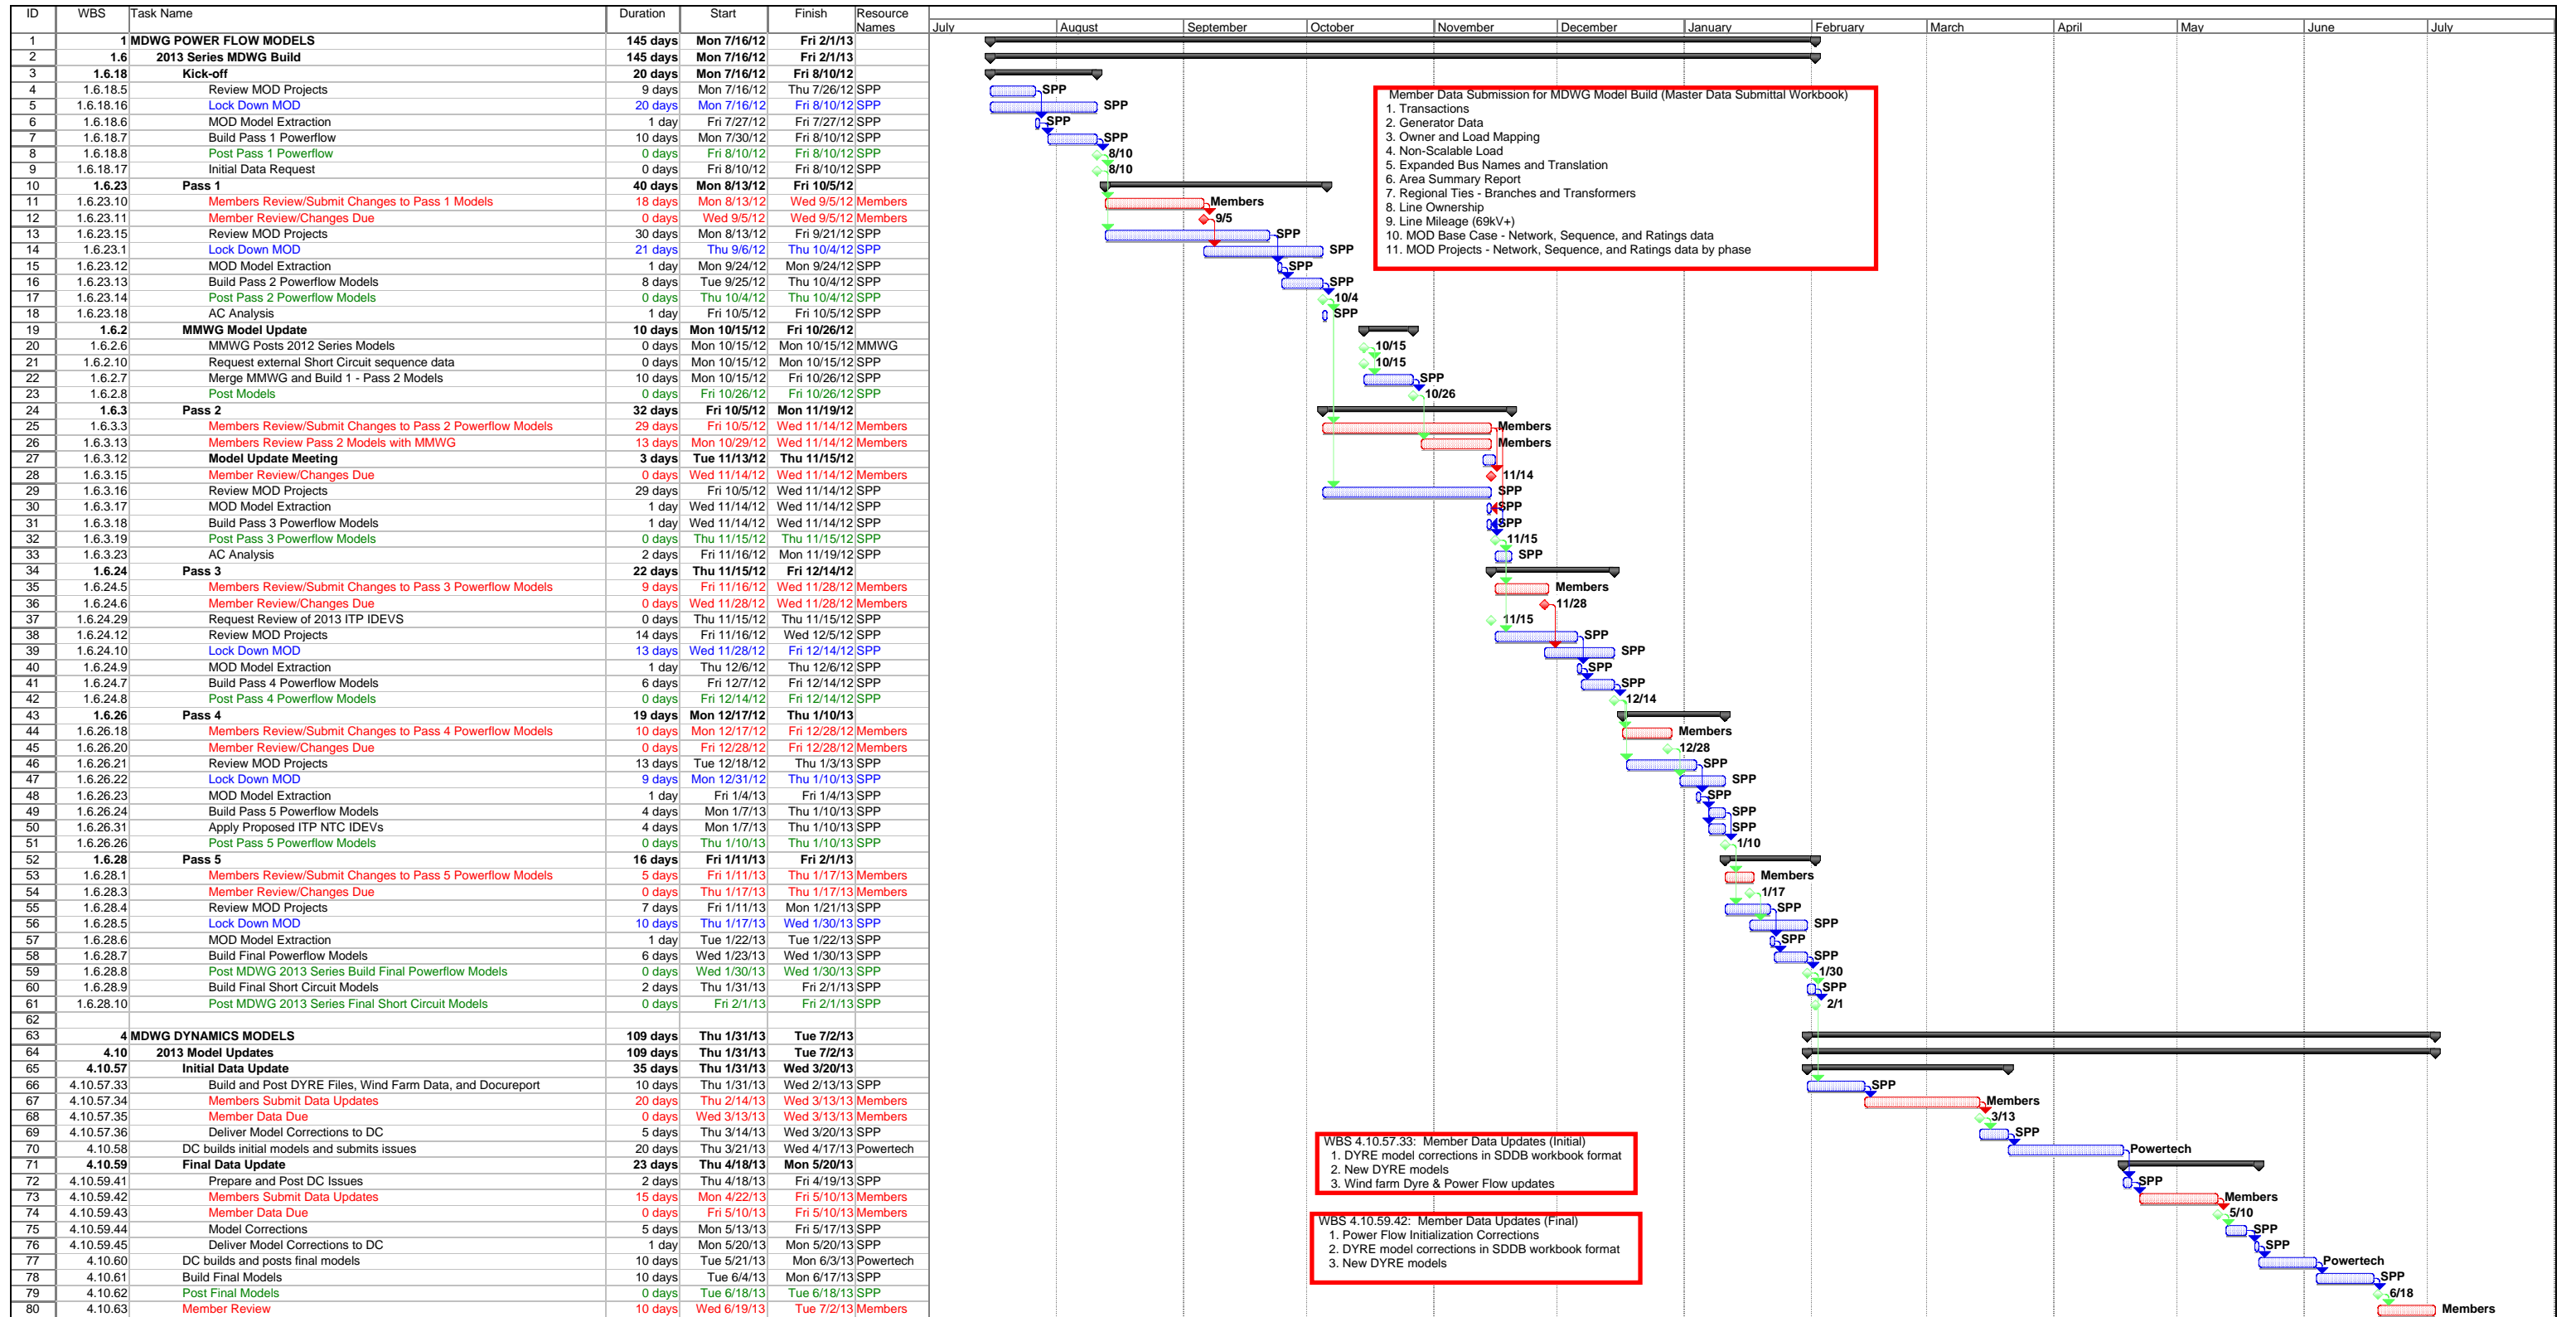 ID WBS Task Name Duration Start Finish Resource Names July August September October November December January February March April May June July
1 1 MDWG POWER FLOW MODELS 145 days Mon 7/16/12 Fri 2/1/13
2 1.6 2013 Series MDWG Build 145 days Mon 7/16/12 Fri 2/1/13
3 1.6.18 Kick-off 20 days Mon 7/16/12 Fri 8/10/12
4 1.6.18.5 Review MOD Projects 9 days Mon 7/16/12 Thu 7/26/12 SPP SPP
5 1.6.18.16 Lock Down MOD 20 days Mon 7/16/12 Fri 8/10/12 SPP SPP
6 1.6.18.6 MOD Model Extraction 1 day Fri 7/27/12 Fri 7/27/12 SPP SPP
7 1.6.18.7 Build Pass 1 Powerflow 10 days Mon 7/30/12 Fri 8/10/12 SPP SPP
8 1.6.18.8 Post Pass 1 Powerflow 0 days Fri 8/10/12 Fri 8/10/12 SPP 8/10
9 1.6.18.17 Initial Data Request 0 days Fri 8/10/12 Fri 8/10/12 SPP 8/10
10 1.6.23 Pass 1 40 days Mon 8/13/12 Fri 10/5/12
11 1.6.23.10 Members Review/Submit Changes to Pass 1 Models 18 days Mon 8/13/12 Wed 9/5/12 Members Members
12 1.6.23.11 Member Review/Changes Due 0 days Wed 9/5/12 Wed 9/5/12 Members 9/5
13 1.6.23.15 Review MOD Projects 30 days Mon 8/13/12 Fri 9/21/12 SPP SPP
14 1.6.23.1 Lock Down MOD 21 days Thu 9/6/12 Thu 10/4/12 SPP SPP
15 1.6.23.12 MOD Model Extraction 1 day Mon 9/24/12 Mon 9/24/12 SPP SPP
16 1.6.23.13 Build Pass 2 Powerflow Models 8 days Tue 9/25/12 Thu 10/4/12 SPP SPP
17 1.6.23.14 Post Pass 2 Powerflow Models 0 days Thu 10/4/12 Thu 10/4/12 SPP 10/4
18 1.6.23.18 AC Analysis 1 day Fri 10/5/12 Fri 10/5/12 SPP SPP
19 1.6.2 MMWG Model Update 10 days Mon 10/15/12 Fri 10/26/12
20 1.6.2.6 MMWG Posts 2012 Series Models 0 days Mon 10/15/12 Mon 10/15/12 MMWG 10/15
21 1.6.2.10 Request external Short Circuit sequence data 0 days Mon 10/15/12 Mon 10/15/12 SPP 10/15
22 1.6.2.7 Merge MMWG and Build 1 - Pass 2 Models 10 days Mon 10/15/12 Fri 10/26/12 SPP SPP
23 1.6.2.8 Post Models 0 days Fri 10/26/12 Fri 10/26/12 SPP 10/26
24 1.6.3 Pass 2 32 days Fri 10/5/12 Mon 11/19/12
25 1.6.3.3 Members Review/Submit Changes to Pass 2 Powerflow Models 29 days Fri 10/5/12 Wed 11/14/12 Members Members
26 1.6.3.13 Members Review Pass 2 Models with MMWG 13 days Mon 10/29/12 Wed 11/14/12 Members Members
27 1.6.3.12 Model Update Meeting 3 days Tue 11/13/12 Thu 11/15/12
28 1.6.3.15 Member Review/Changes Due 0 days Wed 11/14/12 Wed 11/14/12 Members 11/14
29 1.6.3.16 Review MOD Projects 29 days Fri 10/5/12 Wed 11/14/12 SPP SPP
30 1.6.3.17 MOD Model Extraction 1 day Wed 11/14/12 Wed 11/14/12 SPP SPP
31 1.6.3.18 Build Pass 3 Powerflow Models 1 day Wed 11/14/12 Wed 11/14/12 SPP SPP
32 1.6.3.19 Post Pass 3 Powerflow Models 0 days Thu 11/15/12 Thu 11/15/12 SPP 11/15
33 1.6.3.23 AC Analysis 2 days Fri 11/16/12 Mon 11/19/12 SPP SPP
34 1.6.24 Pass 3 22 days Thu 11/15/12 Fri 12/14/12
35 1.6.24.5 Members Review/Submit Changes to Pass 3 Powerflow Models 9 days Fri 11/16/12 Wed 11/28/12 Members Members
36 1.6.24.6 Member Review/Changes Due 0 days Wed 11/28/12 Wed 11/28/12 Members 11/28
37 1.6.24.29 Request Review of 2013 ITP IDEVS 0 days Thu 11/15/12 Thu 11/15/12 SPP 11/15
38 1.6.24.12 Review MOD Projects 14 days Fri 11/16/12 Wed 12/5/12 SPP SPP
39 1.6.24.10 Lock Down MOD 13 days Wed 11/28/12 Fri 12/14/12 SPP SPP
40 1.6.24.9 MOD Model Extraction 1 day Thu 12/6/12 Thu 12/6/12 SPP SPP
41 1.6.24.7 Build Pass 4 Powerflow Models 6 days Fri 12/7/12 Fri 12/14/12 SPP SPP
42 1.6.24.8 Post Pass 4 Powerflow Models 0 days Fri 12/14/12 Fri 12/14/12 SPP 12/14
43 1.6.26 Pass 4 19 days Mon 12/17/12 Thu 1/10/13
44 1.6.26.18 Members Review/Submit Changes to Pass 4 Powerflow Models 10 days Mon 12/17/12 Fri 12/28/12 Members Members
45 1.6.26.20 Member Review/Changes Due 0 days Fri 12/28/12 Fri 12/28/12 Members 12/28
46 1.6.26.21 Review MOD Projects 13 days Tue 12/18/12 Thu 1/3/13 SPP SPP
47 1.6.26.22 Lock Down MOD 9 days Mon 12/31/12 Thu 1/10/13 SPP SPP
48 1.6.26.23 MOD Model Extraction 1 day Fri 1/4/13 Fri 1/4/13 SPP SPP
49 1.6.26.24 Build Pass 5 Powerflow Models 4 days Mon 1/7/13 Thu 1/10/13 SPP SPP
50 1.6.26.31 Apply Proposed ITP NTC IDEVs 4 days Mon 1/7/13 Thu 1/10/13 SPP SPP
51 1.6.26.26 Post Pass 5 Powerflow Models 0 days Thu 1/10/13 Thu 1/10/13 SPP 1/10
52 1.6.28 Pass 5 16 days Fri 1/11/13 Fri 2/1/13
53 1.6.28.1 Members Review/Submit Changes to Pass 5 Powerflow Models 5 days Fri 1/11/13 Thu 1/17/13 Members Members
54 1.6.28.3 Member Review/Changes Due 0 days Thu 1/17/13 Thu 1/17/13 Members 1/17
55 1.6.28.4 Review MOD Projects 7 days Fri 1/11/13 Mon 1/21/13 SPP SPP
56 1.6.28.5 Lock Down MOD 10 days Thu 1/17/13 Wed 1/30/13 SPP SPP
57 1.6.28.6 MOD Model Extraction 1 day Tue 1/22/13 Tue 1/22/13 SPP SPP
58 1.6.28.7 Build Final Powerflow Models 6 days Wed 1/23/13 Wed 1/30/13 SPP SPP
59 1.6.28.8 Post MDWG 2013 Series Build Final Powerflow Models 0 days Wed 1/30/13 Wed 1/30/13 SPP 1/30
60 1.6.28.9 Build Final Short Circuit Models 2 days Thu 1/31/13 Fri 2/1/13 SPP SPP
61 1.6.28.10 Post MDWG 2013 Series Final Short Circuit Models 0 days Fri 2/1/13 Fri 2/1/13 SPP 2/1
62
63 4 MDWG DYNAMICS MODELS 109 days Thu 1/31/13 Tue 7/2/13
64 4.10 2013 Model Updates 109 days Thu 1/31/13 Tue 7/2/13
65 4.10.57 Initial Data Update 35 days Thu 1/31/13 Wed 3/20/13
66 4.10.57.33 Build and Post DYRE Files, Wind Farm Data, and Docureport 10 days Thu 1/31/13 Wed 2/13/13 SPP SPP
67 4.10.57.34 Members Submit Data Updates 20 days Thu 2/14/13 Wed 3/13/13 Members Members
68 4.10.57.35 Member Data Due 0 days Wed 3/13/13 Wed 3/13/13 Members 3/13
69 4.10.57.36 Deliver Model Corrections to DC 5 days Thu 3/14/13 Wed 3/20/13 SPP SPP
70 4.10.58 DC builds initial models and submits issues 20 days Thu 3/21/13 Wed 4/17/13 Powertech Powertech
71 4.10.59 Final Data Update 23 days Thu 4/18/13 Mon 5/20/13
72 4.10.59.41 Prepare and Post DC Issues 2 days Thu 4/18/13 Fri 4/19/13 SPP SPP
73 4.10.59.42 Members Submit Data Updates 15 days Mon 4/22/13 Fri 5/10/13 Members Members
74 4.10.59.43 Member Data Due 0 days Fri 5/10/13 Fri 5/10/13 Members 5/10
75 4.10.59.44 Model Corrections 5 days Mon 5/13/13 Fri 5/17/13 SPP SPP
76 4.10.59.45 Deliver Model Corrections to DC 1 day Mon 5/20/13 Mon 5/20/13 SPP SPP
77 4.10.60 DC builds and posts final models 10 days Tue 5/21/13 Mon 6/3/13 Powertech Powertech
78 4.10.61 Build Final Models 10 days Tue 6/4/13 Mon 6/17/13 SPP SPP
79 4.10.62 Post Final Models 0 days Tue 6/18/13 Tue 6/18/13 SPP 6/18
80 4.10.63 Member Review 10 days Wed 6/19/13 Tue 7/2/13 Members Members
Member Data Submission for MDWG Model Build (Master Data Submittal Workbook)
1. Transactions
2. Generator Data
3. Owner and Load Mapping
4. Non-Scalable Load
5. Expanded Bus Names and Translation
6. Area Summary Report
7. Regional Ties - Branches and Transformers
8. Line Ownership
9. Line Mileage (69kV+)
10. MOD Base Case - Network, Sequence, and Ratings data
11. MOD Projects - Network, Sequence, and Ratings data by phase
WBS 4.10.57.33: Member Data Updates (Initial)
1. DYRE model corrections in SDDB workbook format
2. New DYRE models
3. Wind farm Dyre & Power Flow updates
WBS 4.10.59.42: Member Data Updates (Final)
1. Power Flow Initialization Corrections
2. DYRE model corrections in SDDB workbook format
3. New DYRE models